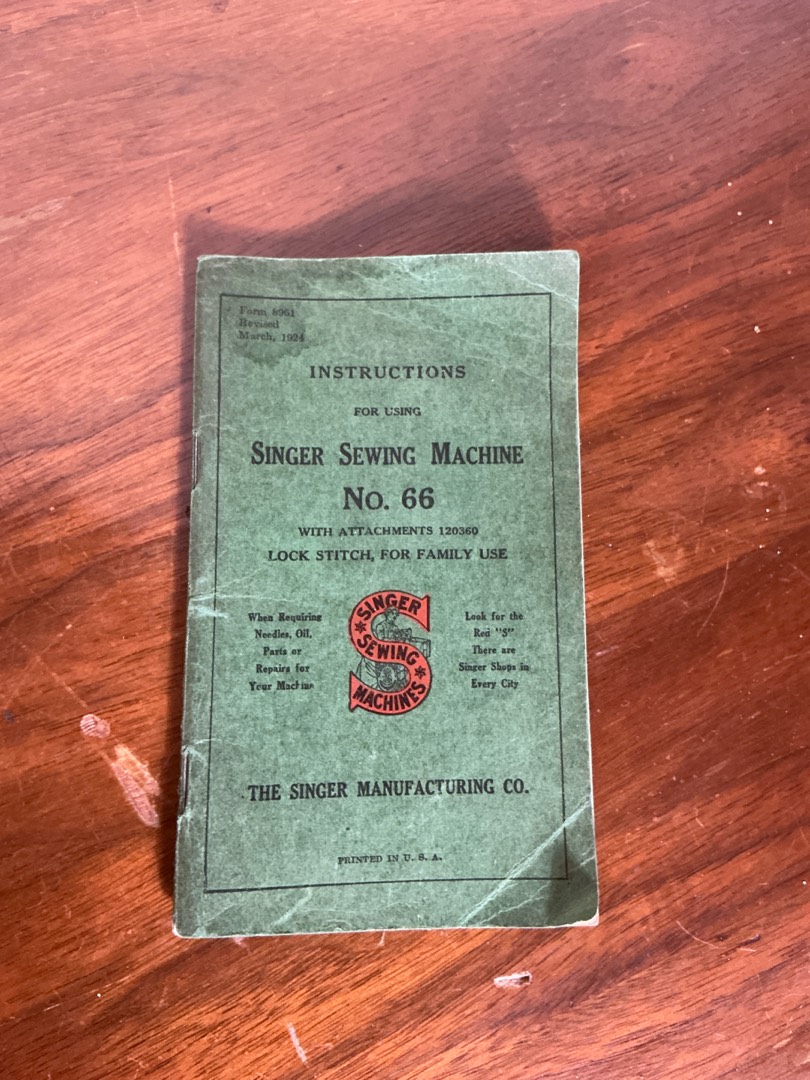 Form 8961
Revised
March, 1924
INSTRUCTIONS
FOR USING
SINGER SEWING MACHINE
No. 66
WITH ATTACHMENTS 120360
LOCK STITCH, FOR FAMILY USE
When Requiring
Needles, Oil,
Parts or
Repairs for
Your Machine
SINGER
SEWING
MACHINES
Look for the
Red "S"
There are
Singer Shops in
Every City
THE SINGER MANUFACTURING CO.
PRINTED IN U. S. A.